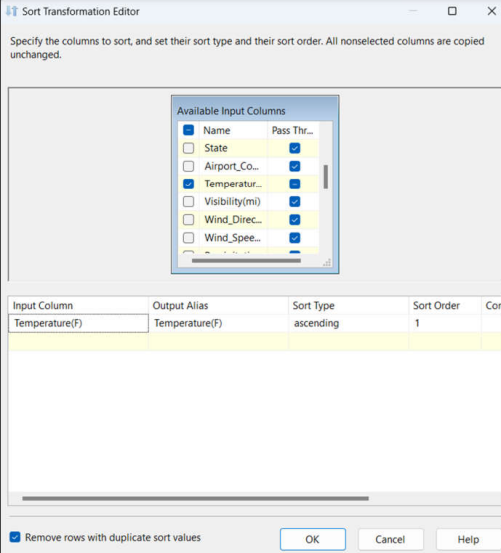 Sort Transformation Editor
Specify the columns to sort, and set their sort type and their sort order. All nonselected columns are copied
unchanged.
Available Input Columns
Name Pass Thr...
State
Airport_Co...
Temperatur...
Visibility(mi)
Wind_Direc...
Wind_Spee...
Input Column Output Alias Sort Type Sort Order Cor
Temperature(F) Temperature(F) ascending 1
Remove rows with duplicate sort values OK Cancel Help